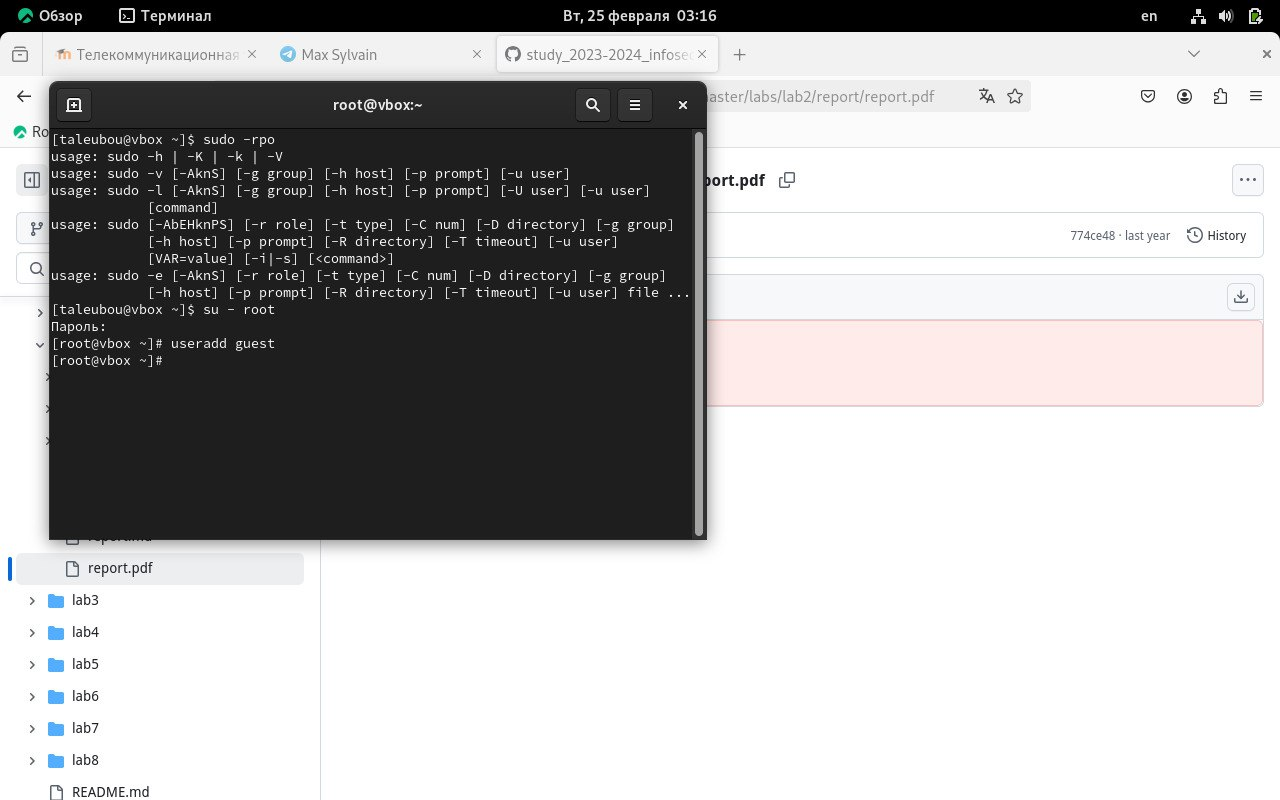 Обзор Терминал Вт, 25 февраля 03:16 en
Телекоммуникационная Max Sylvain study_2023-2024_infosec
master/labs/lab2/report/report.pdf
Ro
root@vbox:~
[taleubou@vbox ~]$ sudo -rpo
usage: sudo -h | -K | -k | -V
usage: sudo -v [-AknS] [-g group] [-h host] [-p prompt] [-u user]
usage: sudo -l [-AknS] [-g group] [-h host] [-p prompt] [-U user] [-u user]
[command]
usage: sudo [-AbEHknPS] [-r role] [-t type] [-C num] [-D directory] [-g group]
[-h host] [-p prompt] [-R directory] [-T timeout] [-u user]
[VAR=value] [-i|-s] [<command>]
usage: sudo -e [-AknS] [-r role] [-t type] [-C num] [-D directory] [-g group]
[-h host] [-p prompt] [-R directory] [-T timeout] [-u user] file ...
[taleubou@vbox ~]$ su - root
Пароль:
[root@vbox ~]# useradd guest
[root@vbox ~]#
ort.pdf
774ce48 · last year History
report.md
report.pdf
lab3
lab4
lab5
lab6
lab7
lab8
README.md